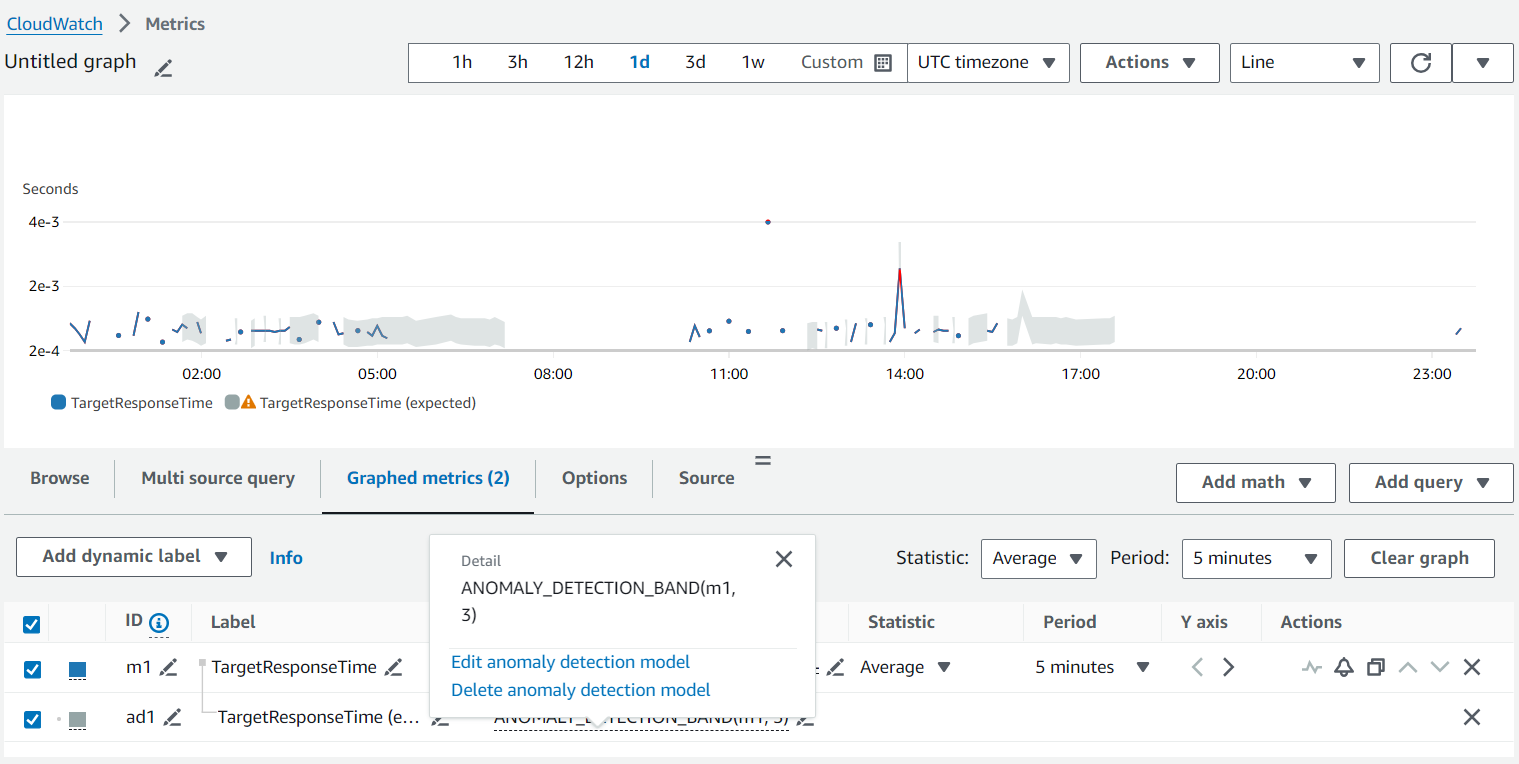 CloudWatch > Metrics
Untitled graph
1h 3h 12h 1d 3d 1w Custom UTC timezone Actions Line
Seconds
4e-3
2e-3
2e-4
02:00 05:00 08:00 11:00 14:00 17:00 20:00 23:00
TargetResponseTime TargetResponseTime (expected)
Browse Multi source query Graphed metrics (2) Options Source Add math Add query
Add dynamic label Info Statistic: Average Period: 5 minutes Clear graph
Detail
ANOMALY_DETECTION_BAND(m1,
3)
Edit anomaly detection model
Delete anomaly detection model
ID Label Statistic Period Y axis Actions
m1 TargetResponseTime Average 5 minutes
ad1 TargetResponseTime (e... ANOMALY_DETECTION_BAND(m1, 3)